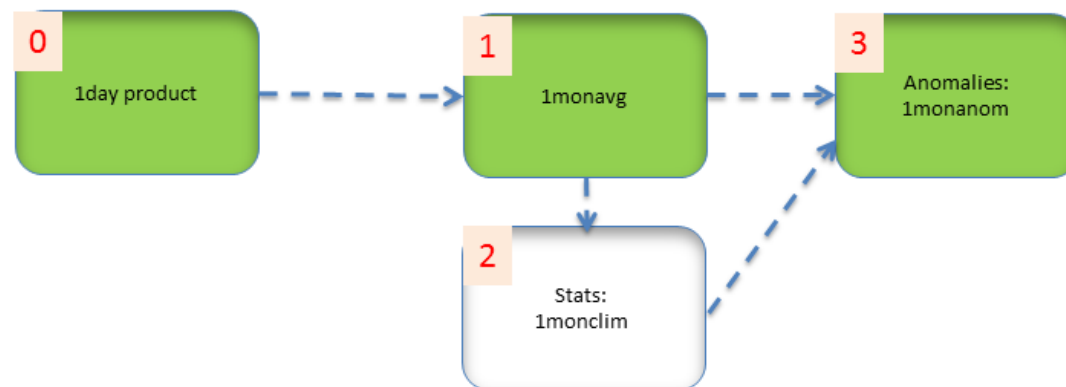 0
1day product
1
1monavg
3
Anomalies:
1monanom
2
Stats:
1monclim